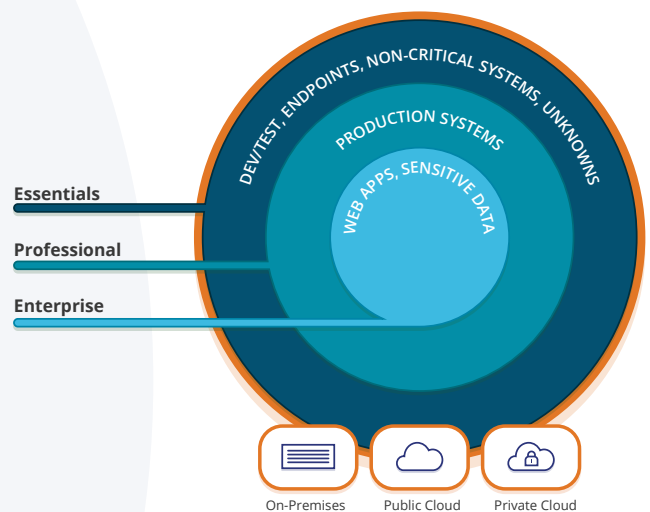 DEV/TEST, ENDPOINTS, NON-CRITICAL SYSTEMS, UNKNOWNS
PRODUCTION SYSTEMS
WEB APPS, SENSITIVE DATA
Essentials
Professional
Enterprise
On-Premises
Public Cloud
Private Cloud